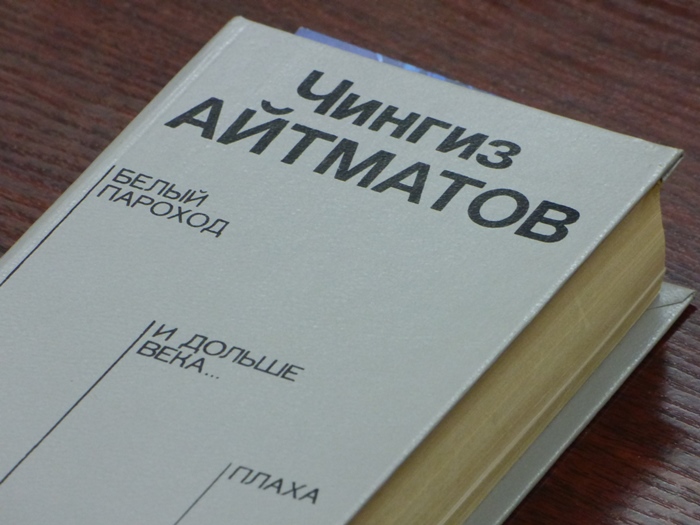 Чингиз
АЙТМАТОВ
БЕЛЫЙ
ПАРОХОД
И ДОЛЬШЕ
ВЕКА...
ПЛАХА